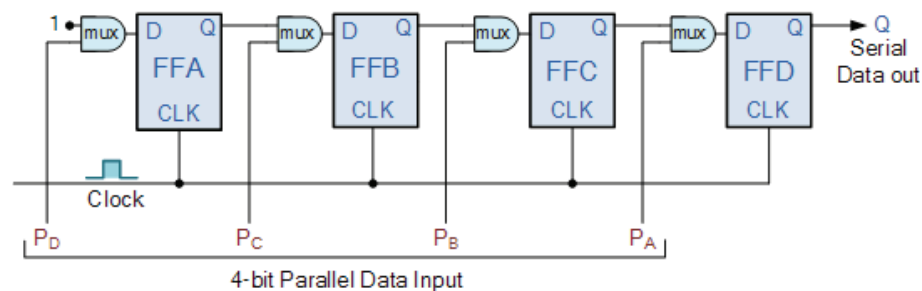 1 mux D Q mux D Q mux D Q mux D Q Q
FFA FFB FFC FFD Serial
Data out
CLK CLK CLK CLK
Clock
PD PC PB PA
4-bit Parallel Data Input